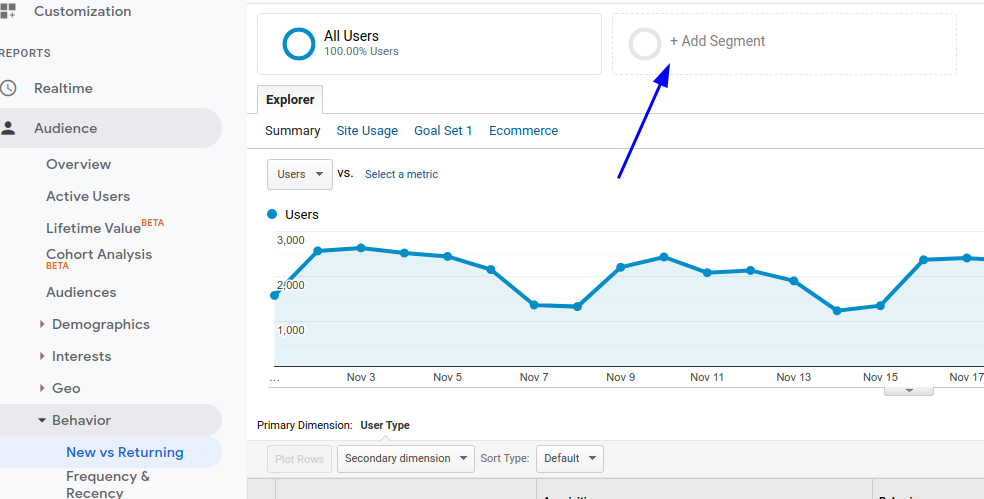 Customization
REPORTS
Realtime
Audience
Overview
Active Users
Lifetime Value BETA
Cohort Analysis
BETA
Audiences
Demographics
Interests
Geo
Behavior
New vs Returning
Frequency &
Recency
All Users
100.00% Users
+ Add Segment
Explorer
Summary Site Usage Goal Set 1 Ecommerce
Users VS. Select a metric
Users
3,000
2,000
1,000
... Nov 3 Nov 5 Nov 7 Nov 9 Nov 11 Nov 13 Nov 15 Nov 17
Primary Dimension: User Type
Plot Rows Secondary dimension Sort Type: Default